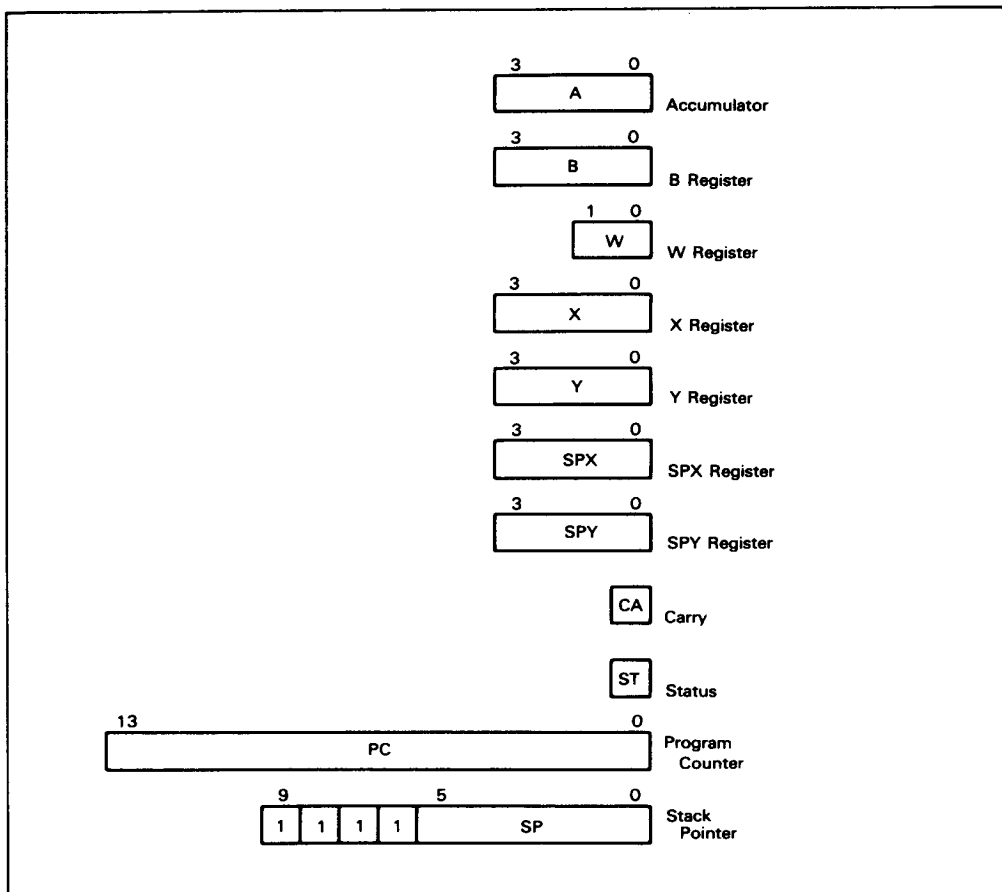 3 0
A
Accumulator
3 0
B
B Register
1 0
W
W Register
3 0
X
X Register
3 0
Y
Y Register
3 0
SPX
SPX Register
3 0
SPY
SPY Register
CA
Carry
ST
Status
13 0
PC
Program
Counter
9 5 0
1 1 1 1 SP
Stack
Pointer